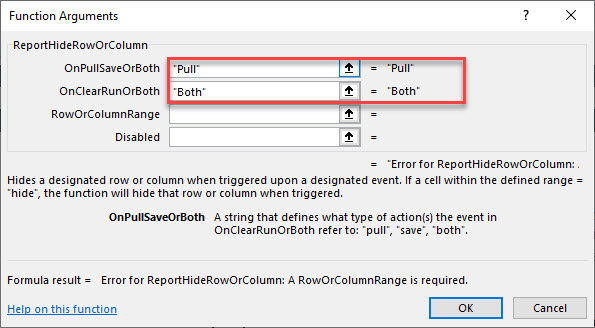 Function Arguments
ReportHideRowOrColumn
OnPullSaveOrBoth "Pull" = "Pull"
OnClearRunOrBoth "Both" = "Both"
RowOrColumnRange =
Disabled =
= "Error for ReportHideRowOrColumn: .
Hides a designated row or column when triggered upon a designated event. If a cell within the defined range =
"hide", the function will hide that row or column when triggered.
OnPullSaveOrBoth A string that defines what type of action(s) the event in
OnClearRunOrBoth refer to: "pull", "save", "both".
Formula result = Error for ReportHideRowOrColumn: A RowOrColumnRange is required.
Help on this function OK Cancel